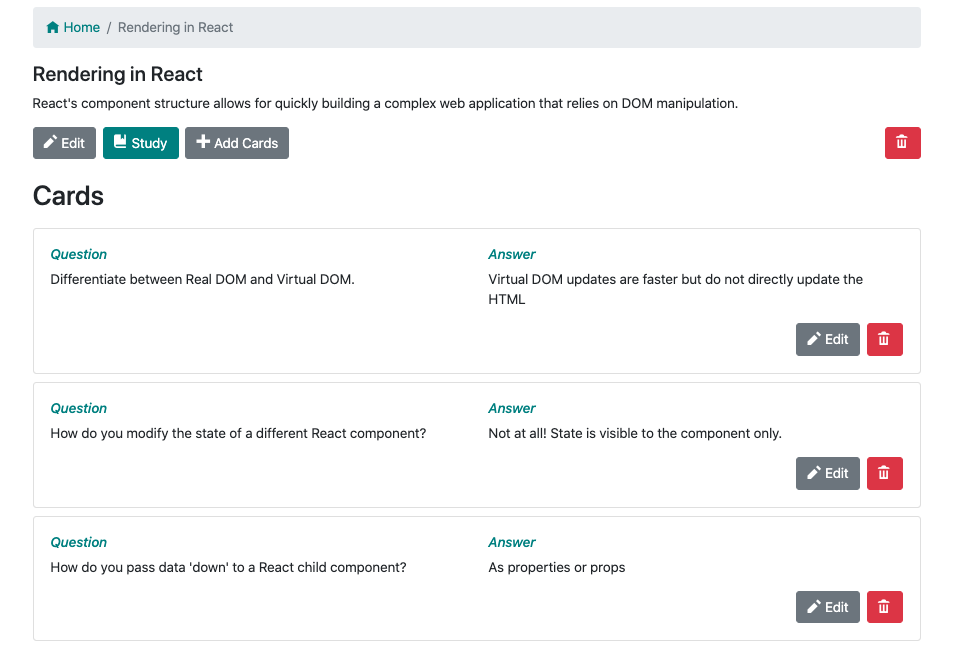 Home / Rendering in React
Rendering in React
React's component structure allows for quickly building a complex web application that relies on DOM manipulation.
Edit Study Add Cards
Cards
Question Answer
Differentiate between Real DOM and Virtual DOM. Virtual DOM updates are faster but do not directly update the
HTML
Edit
Question Answer
How do you modify the state of a different React component? Not at all! State is visible to the component only.
Edit
Question Answer
How do you pass data 'down' to a React child component? As properties or props
Edit